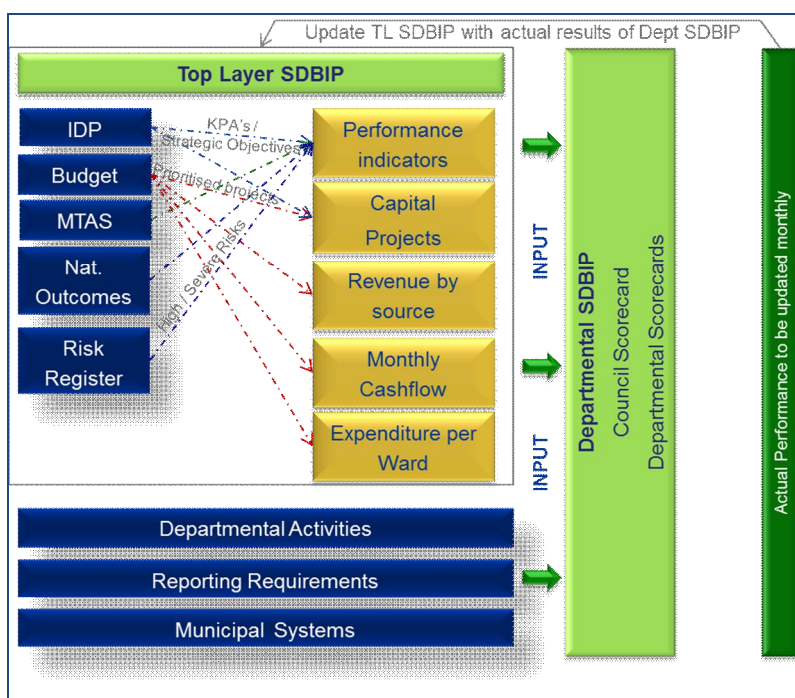 Update TL SDBIP with actual results of Dept SDBIP
Top Layer SDBIP
IDP
Budget
MTAS
Nat.
Outcomes
Risk
Register
KPA's /
Strategic Objectives
Prioritised projects
High / Severe Risks
Performance
indicators
Capital
Projects
Revenue by
source
Monthly
Cashflow
Expenditure per
Ward
INPUT
INPUT
Departmental SDBIP
Council Scorecard
Departmental Scorecards
Actual Performance to be updated monthly
Departmental Activities
Reporting Requirements
Municipal Systems